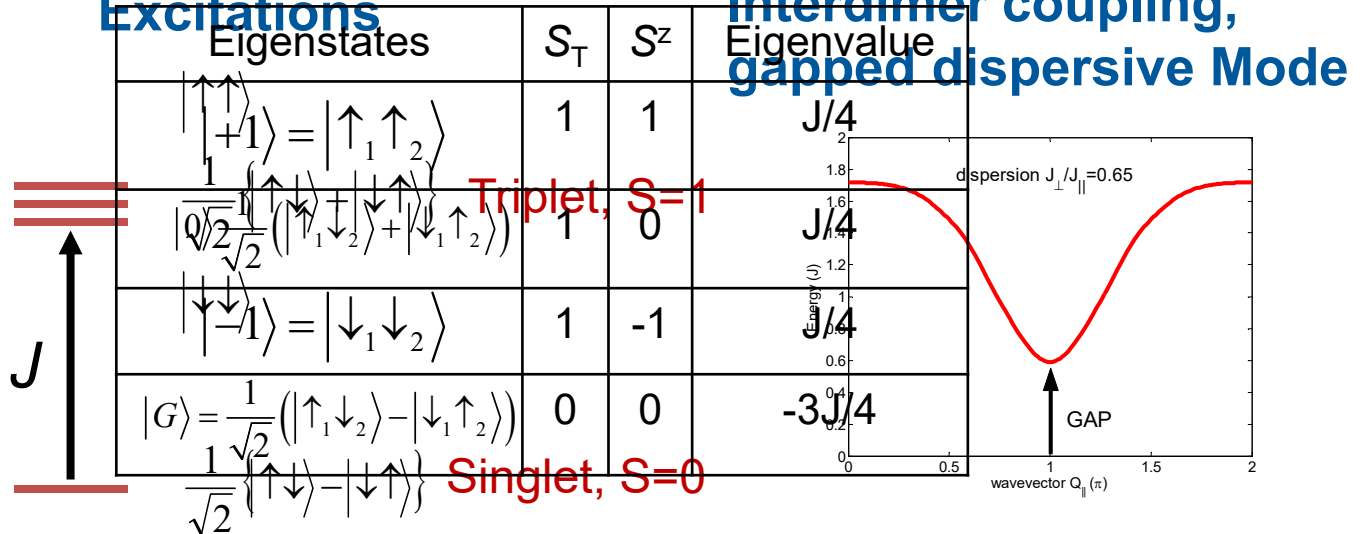 Excitations
Interdimer coupling,
gapped dispersive Mode
Eigenstates S_T S^z Eigenvalue
|↑↑⟩
|+1⟩ = |↑₁↑₂⟩ 1 1 J/4
1/√2 {|↑↓⟩+|↓↑⟩} Triplet, S=1
|0⟩ = 1/√2 (|↑₁↓₂⟩+|↓₁↑₂⟩) 1 0 J/4
|↓↓⟩
|−1⟩ = |↓₁↓₂⟩ 1 -1 J/4
J
|G⟩ = 1/√2 (|↑₁↓₂⟩−|↓₁↑₂⟩) 0 0 -3J/4
1/√2 {|↑↓⟩−|↓↑⟩} Singlet, S=0
dispersion J⊥/J||=0.65
Energy (J)
2
1.8
1.6
1.4
1.2
1
0.8
0.6
0.4
0.2
0
GAP
0 0.5 1 1.5 2
wavevector Q|| (π)